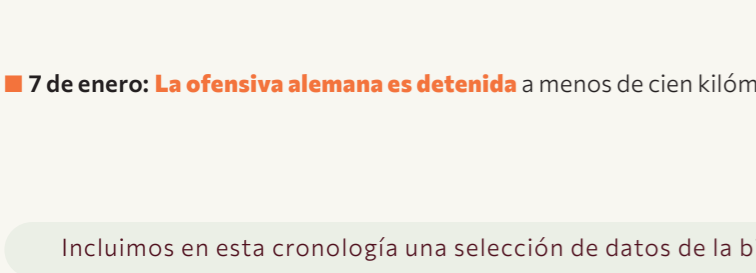 7 de enero: La ofensiva alemana es detenida a menos de cien kilóm
Incluimos en esta cronología una selección de datos de la b